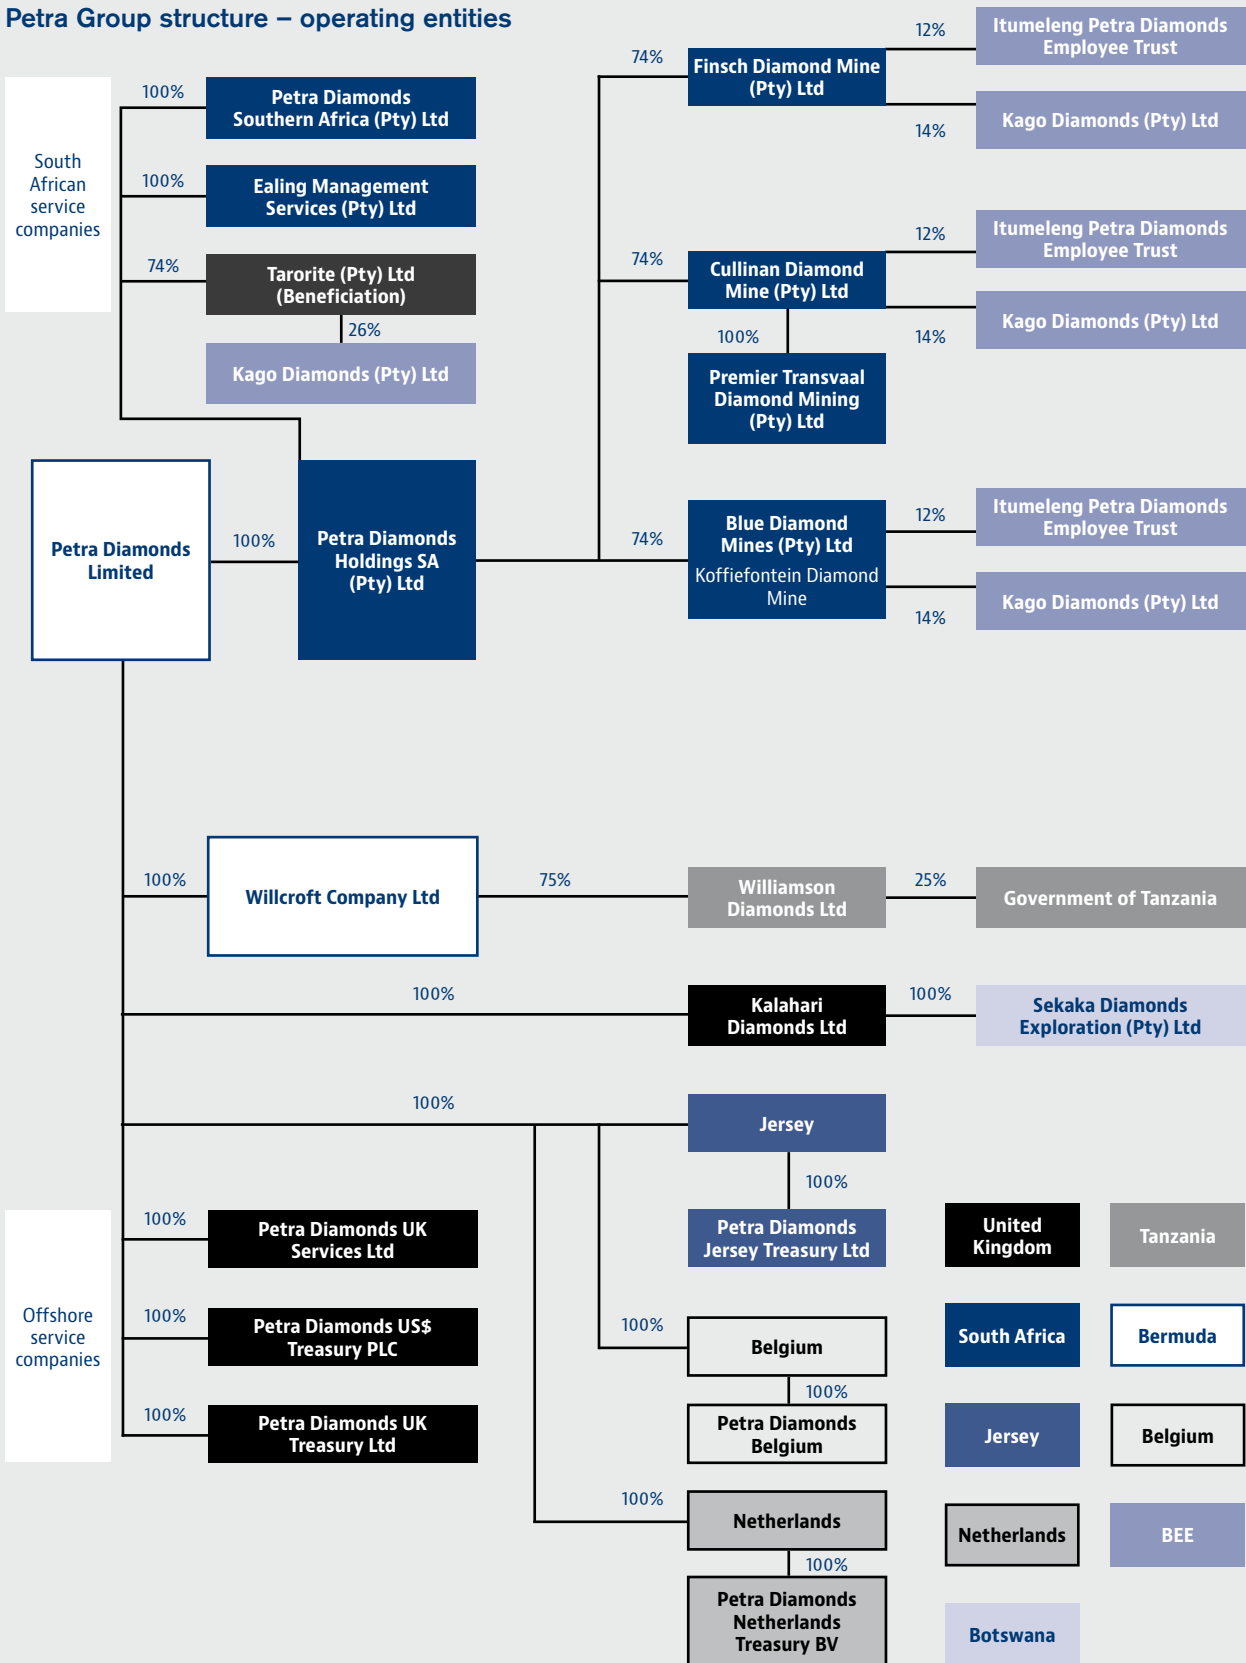 Petra Group structure – operating entities
South
African
service
companies
100%
Petra Diamonds
Southern Africa (Pty) Ltd
100%
Ealing Management
Services (Pty) Ltd
74%
Tarorite (Pty) Ltd
(Beneficiation)
26%
Kago Diamonds (Pty) Ltd
Petra Diamonds
Limited
100%
Petra Diamonds
Holdings SA
(Pty) Ltd
74%
Finsch Diamond Mine
(Pty) Ltd
12%
Itumeleng Petra Diamonds
Employee Trust
14%
Kago Diamonds (Pty) Ltd
74%
Cullinan Diamond
Mine (Pty) Ltd
12%
Itumeleng Petra Diamonds
Employee Trust
14%
Kago Diamonds (Pty) Ltd
100%
Premier Transvaal
Diamond Mining
(Pty) Ltd
74%
Blue Diamond
Mines (Pty) Ltd
Koffiefontein Diamond
Mine
12%
Itumeleng Petra Diamonds
Employee Trust
14%
Kago Diamonds (Pty) Ltd
100%
Willcroft Company Ltd
75%
Williamson
Diamonds Ltd
25%
Government of Tanzania
100%
Kalahari
Diamonds Ltd
100%
Sekaka Diamonds
Exploration (Pty) Ltd
100%
Jersey
100%
Petra Diamonds
Jersey Treasury Ltd
Offshore
service
companies
100%
Petra Diamonds UK
Services Ltd
100%
Petra Diamonds US$
Treasury PLC
100%
Petra Diamonds UK
Treasury Ltd
100%
Belgium
100%
Petra Diamonds
Belgium
100%
Netherlands
100%
Petra Diamonds
Netherlands
Treasury BV
United
Kingdom
Tanzania
South Africa
Bermuda
Jersey
Belgium
Netherlands
BEE
Botswana